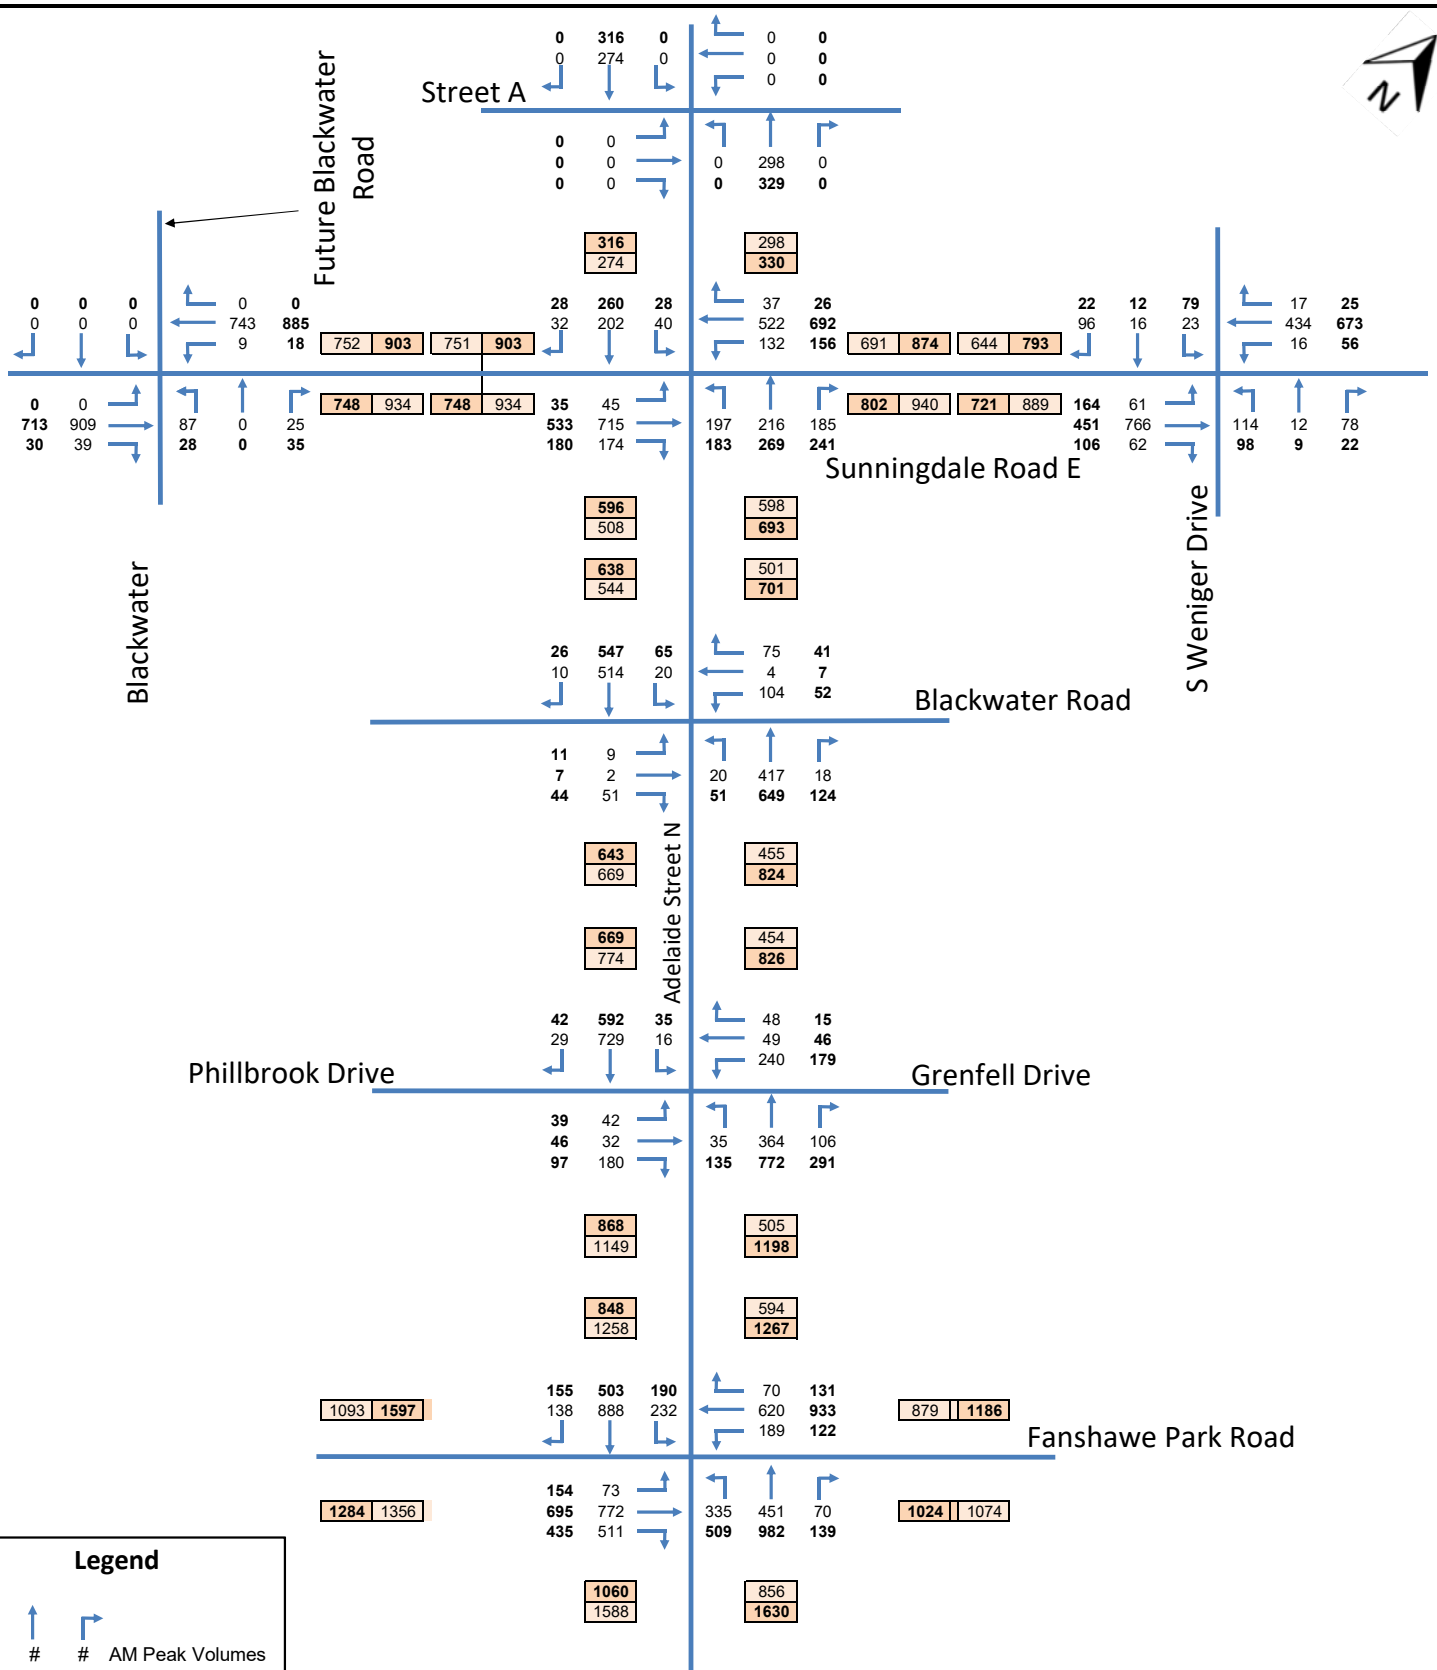 0 316 0 0 0
0 274 0 0 0
0 0
Street A
N
0 0
0 0 0 298 0
0 0 0 329 0
Future Blackwater
Road
316 298
274 330
0 0 0 0 0 28 260 28 37 26 22 12 79 17 25
0 0 0 743 885 32 202 40 522 692 96 16 23 434 673
9 18 752 903 751 903 132 156 691 874 644 793 16 56
0 0 748 934 748 934 35 45 802 940 721 889 164 61
713 909 87 0 25 533 715 197 216 185 451 766 114 12 78
30 39 28 0 35 180 174 183 269 241 106 62 98 9 22
Sunningdale Road E
S Weniger Drive
Blackwater
596 598
508 693
638 501
544 701
26 547 65 75 41
10 514 20 4 7
104 52
Blackwater Road
11 9
7 2 20 417 18
44 51 51 649 124
Adelaide Street N
643 455
669 824
669 454
774 826
42 592 35 48 15
29 729 16 49 46
240 179
Phillbrook Drive
Grenfell Drive
39 42
46 32 35 364 106
97 180 135 772 291
868 505
1149 1198
848 594
1258 1267
155 503 190 70 131
1093 1597 138 888 232 620 933 879 1186
189 122
Fanshawe Park Road
154 73
1284 1356 695 772 335 451 70 1024 1074
435 511 509 982 139
Legend
1060 856
1588 1630
# # AM Peak Volumes